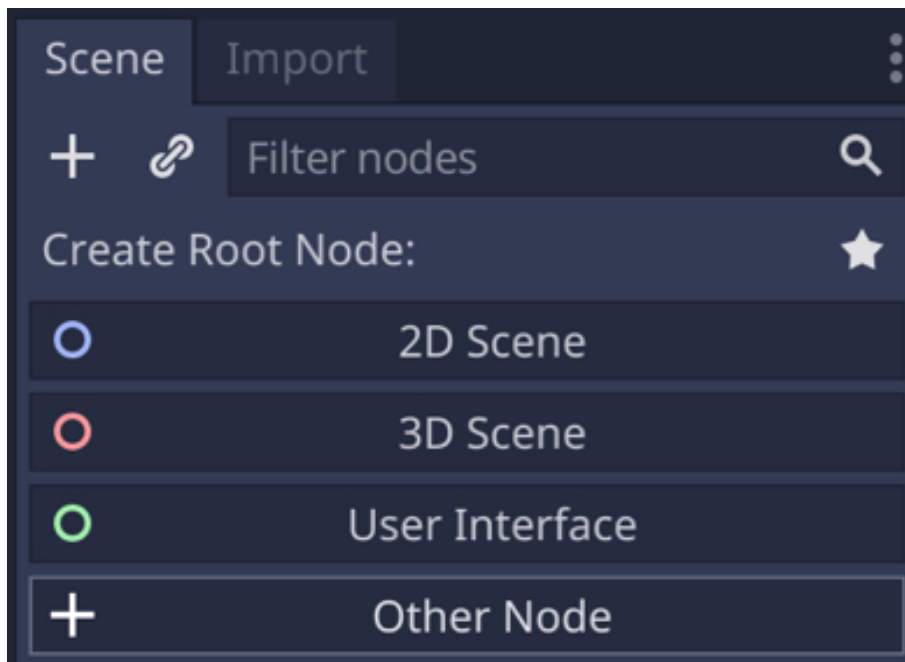 Scene Import
Filter nodes
Create Root Node:
2D Scene
3D Scene
User Interface
Other Node